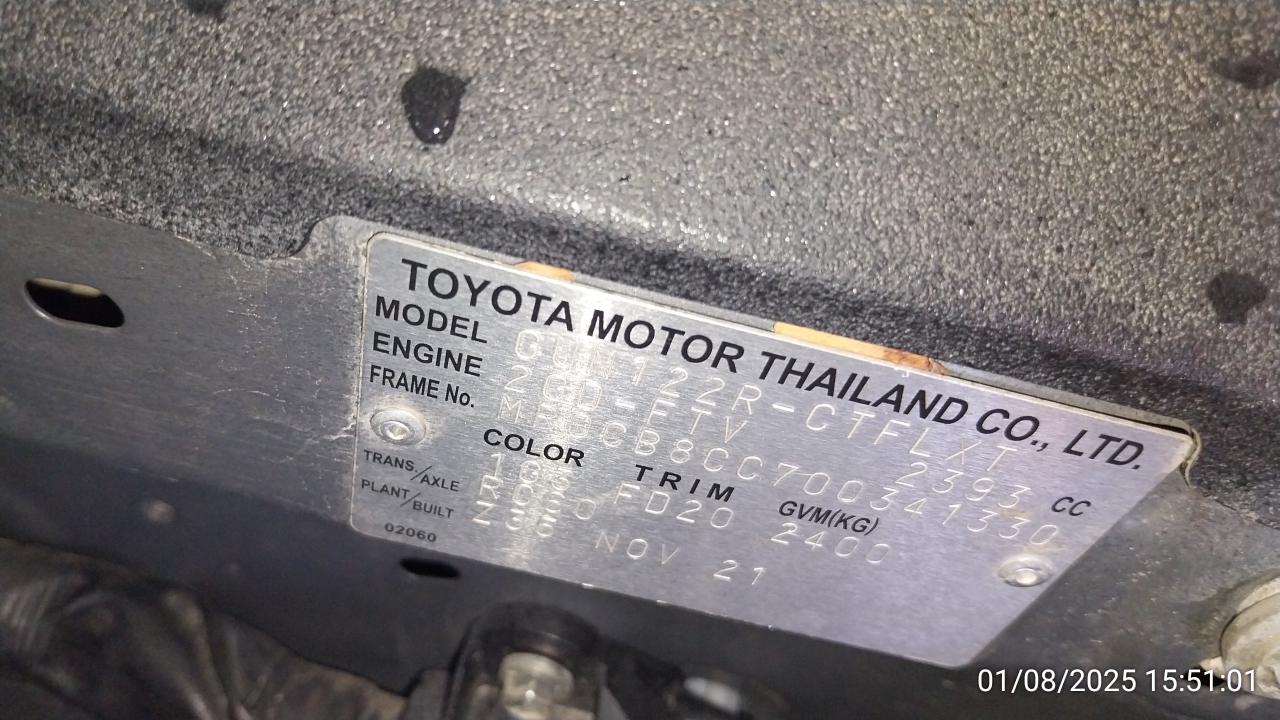 TOYOTA MOTOR THAILAND CO., LTD.
MODEL GUN122R-CTFLXT
ENGINE 2GD-FTV 2393 CC
FRAME No.
COLOR TRIM GVM(KG)
FD20 2400
TRANS./AXLE
PLANT/BUILT NOV 21
02060
01/08/2025 15:51:01